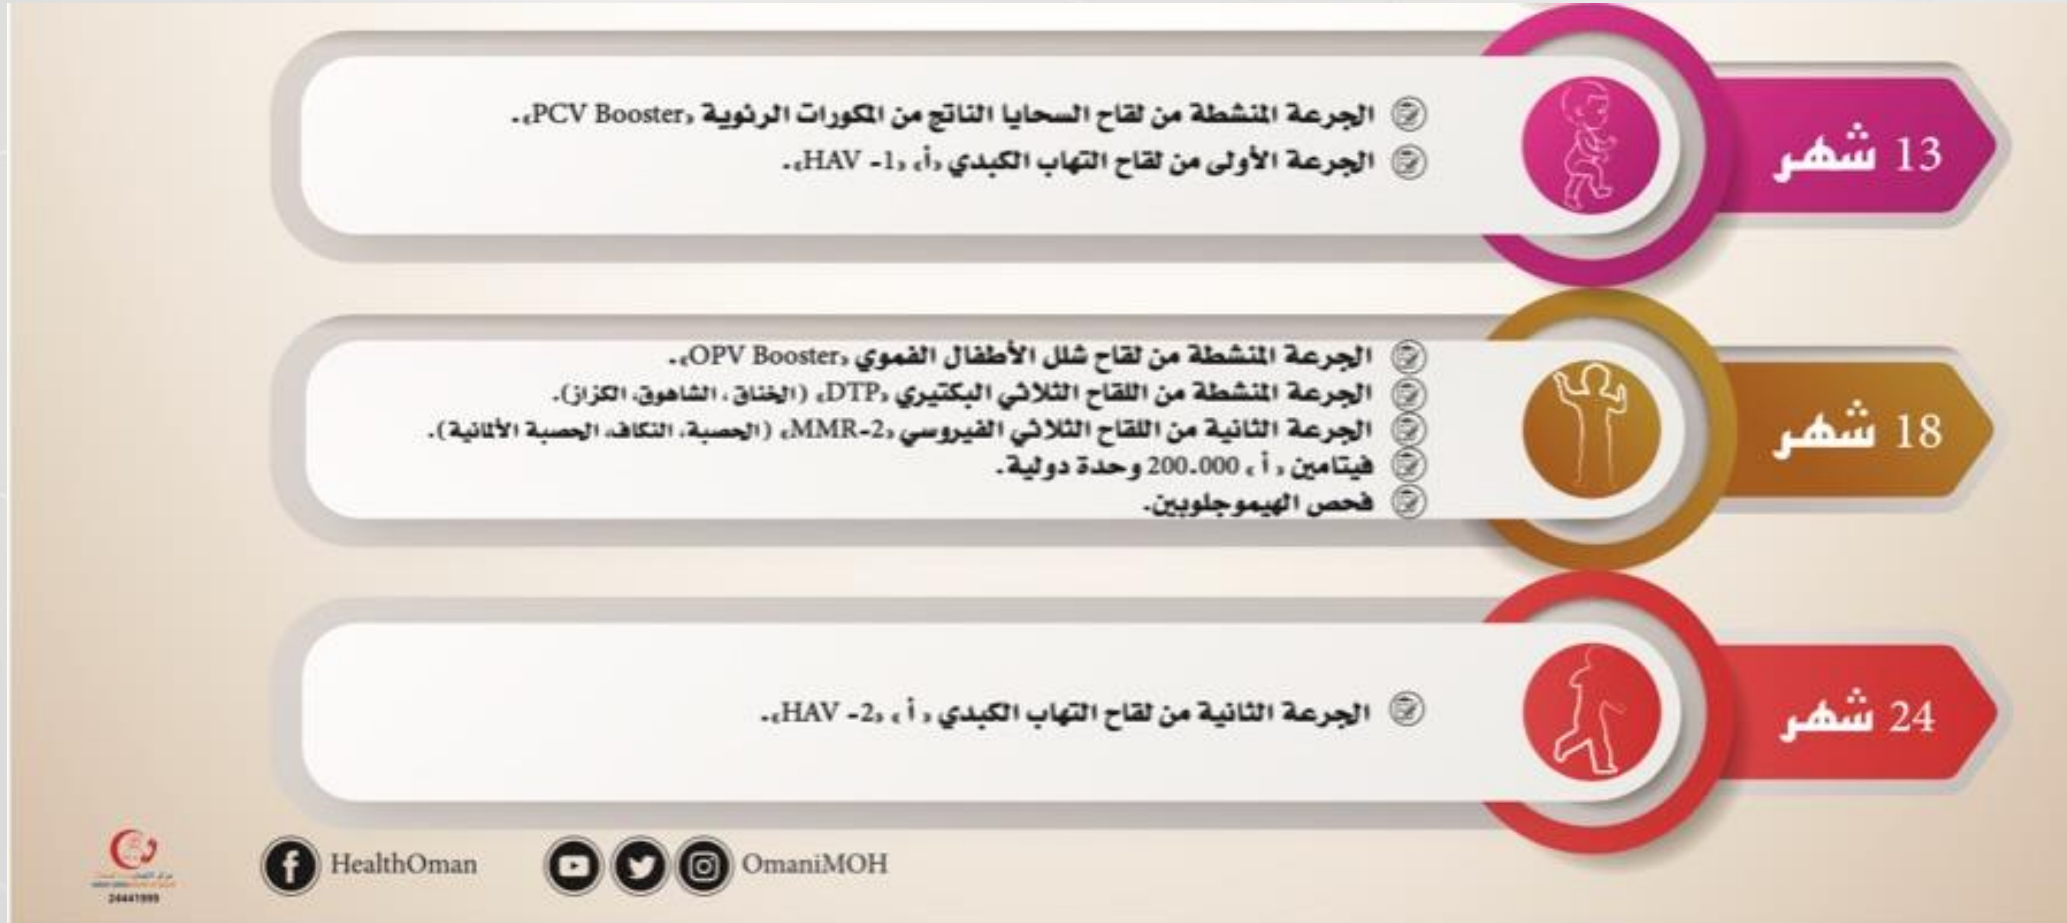 13 شهر
الجرعة المنشطة من لقاح السحايا الناتج من المكورات الرئوية «PCV Booster».
الجرعة الأولى من لقاح التهاب الكبدي «أ» «HAV -1».
18 شهر
الجرعة المنشطة من لقاح شلل الأطفال الفموي «OPV Booster».
الجرعة المنشطة من اللقاح الثلاثي البكتيري «DTP» (الخناق، الشاهوق، الكزاز).
الجرعة الثانية من اللقاح الثلاثي الفيروسي «MMR-2» (الحصبة، النكاف، الحصبة الألمانية).
فيتامين «أ» 200.000 وحدة دولية.
فحص الهيموجلوبين.
24 شهر
الجرعة الثانية من لقاح التهاب الكبدي «أ» «HAV -2».
HealthOman
OmaniMOH
24441999